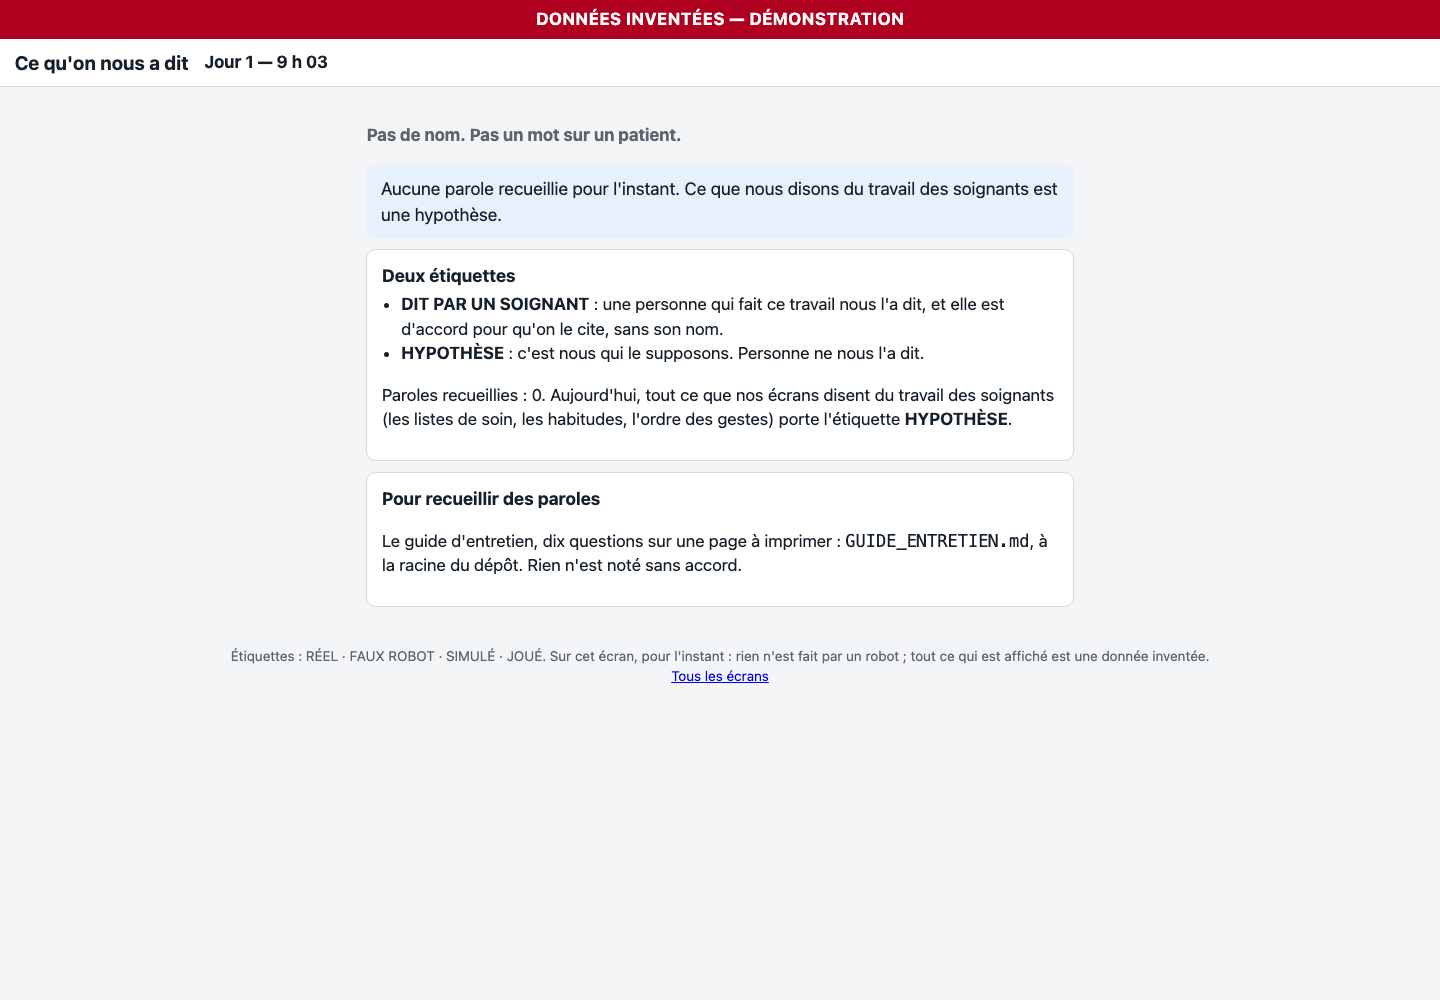 DONNÉES INVENTÉES — DÉMONSTRATION
Ce qu'on nous a dit Jour 1 — 9 h 03
Pas de nom. Pas un mot sur un patient.
Aucune parole recueillie pour l'instant. Ce que nous disons du travail des soignants est
une hypothèse.
Deux étiquettes
• DIT PAR UN SOIGNANT : une personne qui fait ce travail nous l'a dit, et elle est
d'accord pour qu'on le cite, sans son nom.
• HYPOTHÈSE : c'est nous qui le supposons. Personne ne nous l'a dit.
Paroles recueillies : 0. Aujourd'hui, tout ce que nos écrans disent du travail des soignants
(les listes de soin, les habitudes, l'ordre des gestes) porte l'étiquette HYPOTHÈSE.
Pour recueillir des paroles
Le guide d'entretien, dix questions sur une page à imprimer : GUIDE_ENTRETIEN.md, à
la racine du dépôt. Rien n'est noté sans accord.
Étiquettes : RÉEL · FAUX ROBOT · SIMULÉ · JOUÉ. Sur cet écran, pour l'instant : rien n'est fait par un robot ; tout ce qui est affiché est une donnée inventée.
Tous les écrans